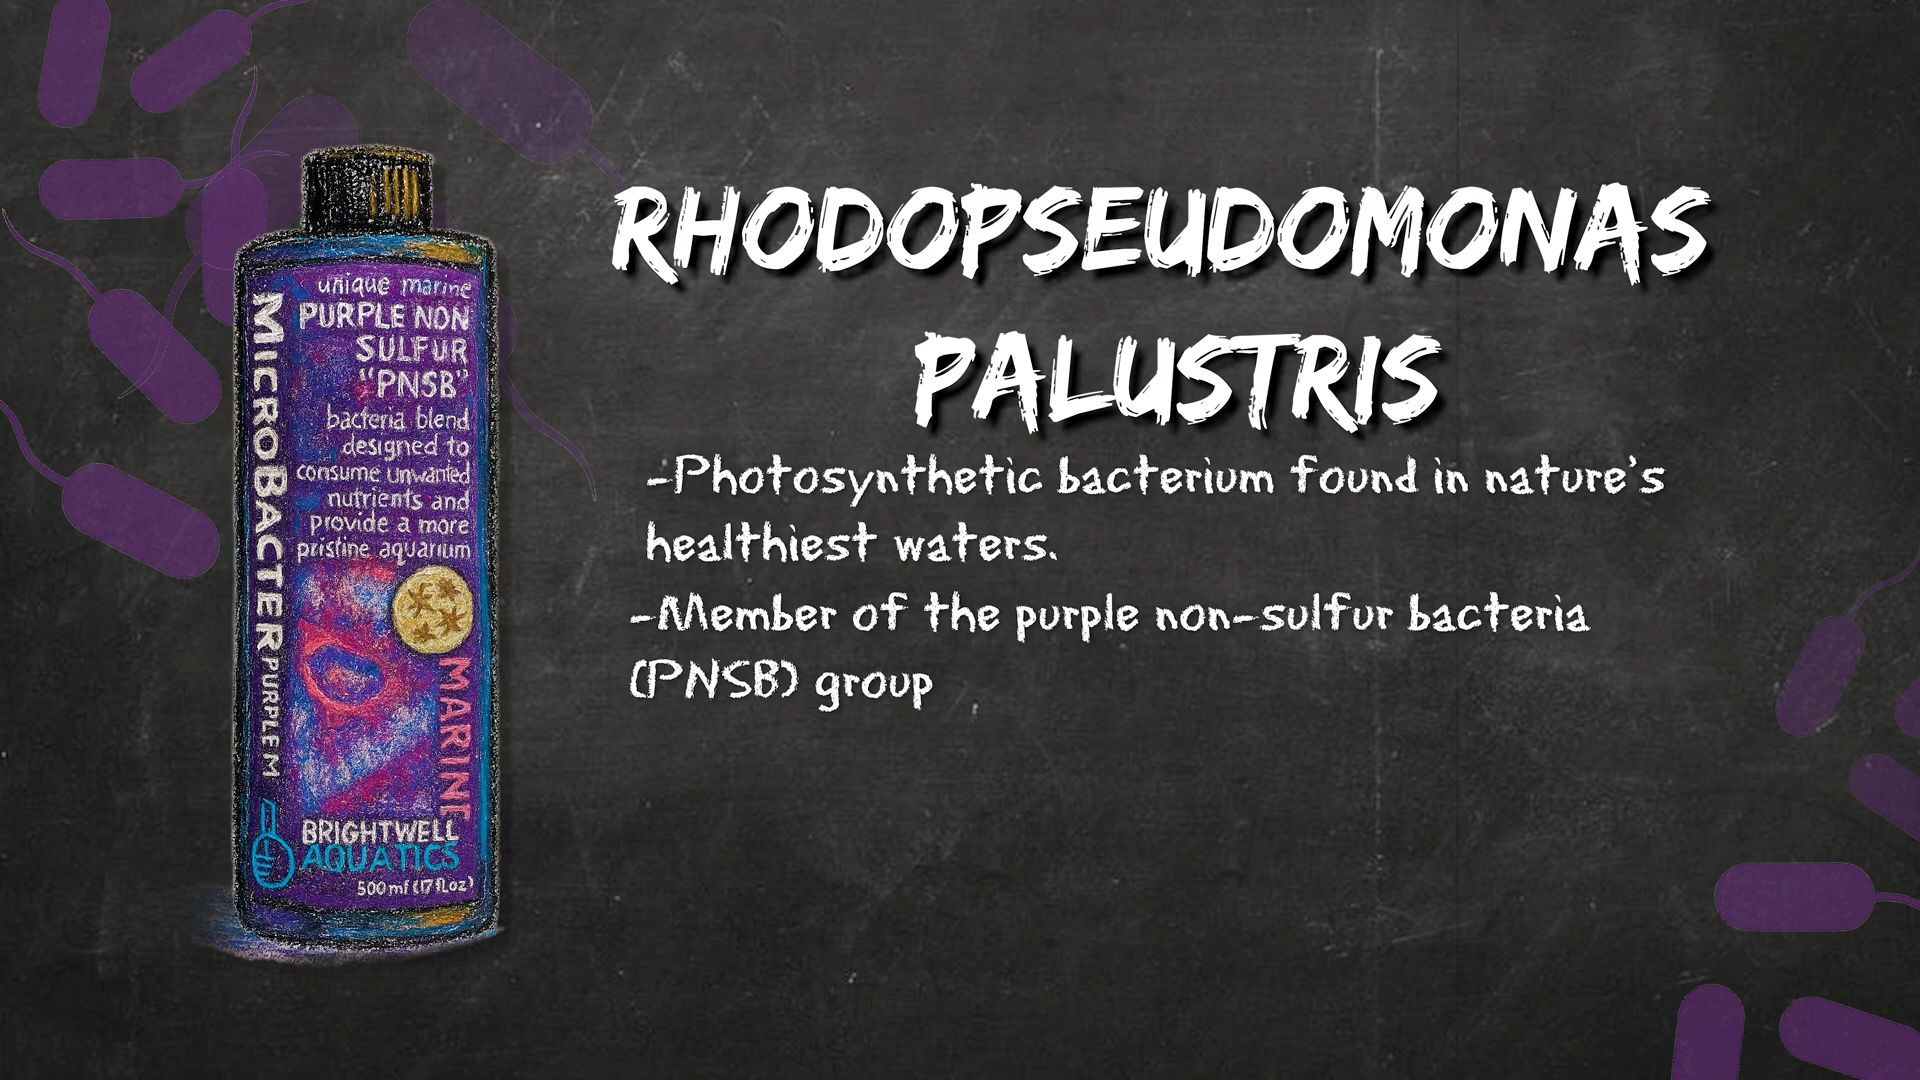 RHODOPSEUDOMONAS
PALUSTRIS
-Photosynthetic bacterium found in nature's
healthiest waters.
-Member of the purple non-sulfur bacteria
(PNSB) group
MICROBACTER PURPLE M
unique marine
PURPLE NON
SULFUR
"PNSB"
bacteria blend
designed to
consume unwanted
nutrients and
provide a more
pristine aquarium
MARINE
BRIGHTWELL
AQUATICS
500 ml (17 fl.oz)